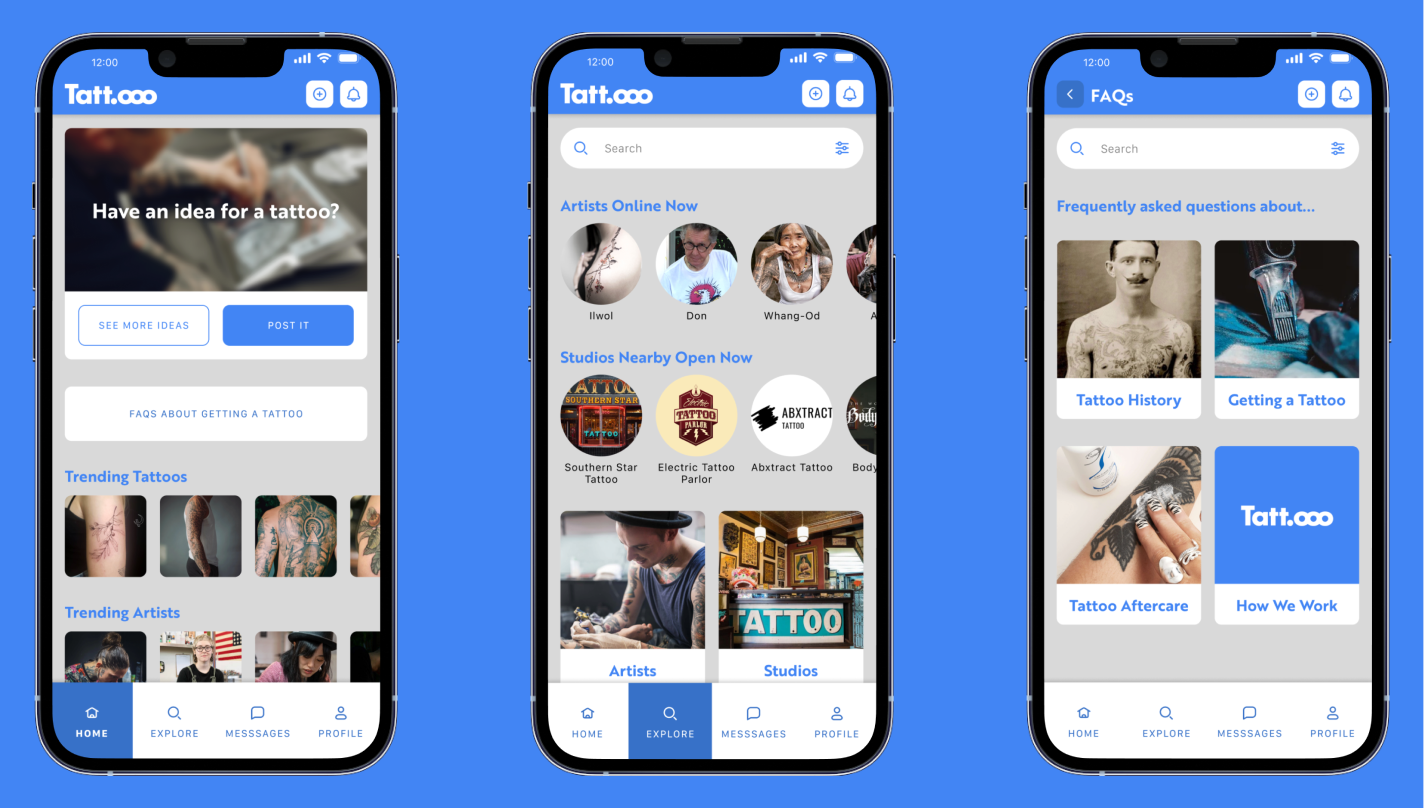 12:00
Tatt.ooo
Have an idea for a tattoo?
SEE MORE IDEAS
POST IT
FAQS ABOUT GETTING A TATTOO
Trending Tattoos
Trending Artists
HOME
EXPLORE
MESSSAGES
PROFILE
12:00
Tatt.ooo
Search
Artists Online Now
Ilwol
Don
Whang-Od
A
Studios Nearby Open Now
TATTOO
SOUTHERN STAR
TATTOO
Electric
TATTOO
PARLOR
ABXTRACT
TATTOO
Body
Southern Star
Tattoo
Electric Tattoo
Parlor
Abxtract Tattoo
Body
TATTOO
Artists
Studios
HOME
EXPLORE
MESSSAGES
PROFILE
12:00
FAQs
Search
Frequently asked questions about...
Tattoo History
Getting a Tattoo
Tatt.ooo
Tattoo Aftercare
How We Work
HOME
EXPLORE
MESSSAGES
PROFILE